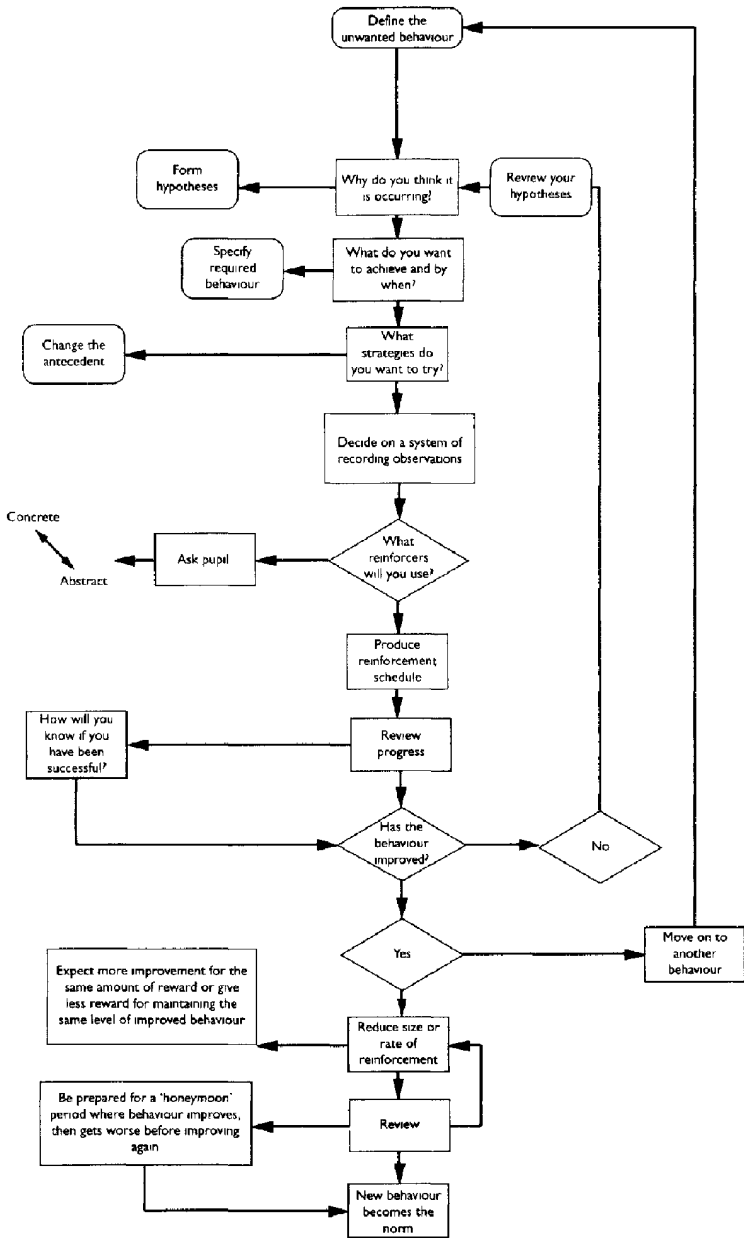 Define the
unwanted behaviour
Form
hypotheses
Why do you think it
is occurring?
Review your
hypotheses
Specify
required
behaviour
What do you want
to achieve and by
when?
Change the
antecedent
What
strategies do
you want to try?
Decide on a system of
recording observations
Concrete
Abstract
Ask pupil
What
reinforcers
will you use?
Produce
reinforcement
schedule
How will you
know if you
have been
successful?
Review
progress
Has the
behaviour
improved?
No
Yes
Move on to
another
behaviour
Expect more improvement for the
same amount of reward or give
less reward for maintaining the
same level of improved behaviour
Reduce size or
rate of
reinforcement
Be prepared for a 'honeymoon'
period where behaviour improves,
then gets worse before improving
again
Review
New behaviour
becomes the
norm